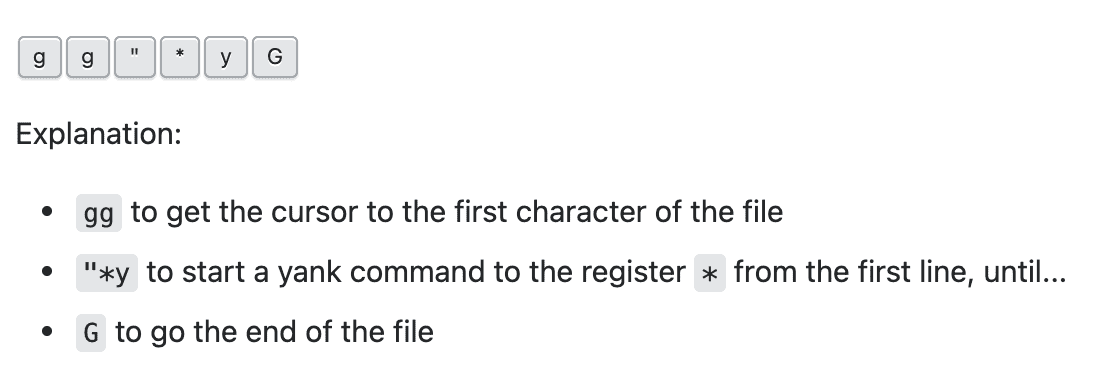 g g " * y G
Explanation:
• gg to get the cursor to the first character of the file
• "*y to start a yank command to the register * from the first line, until...
• G to go the end of the file